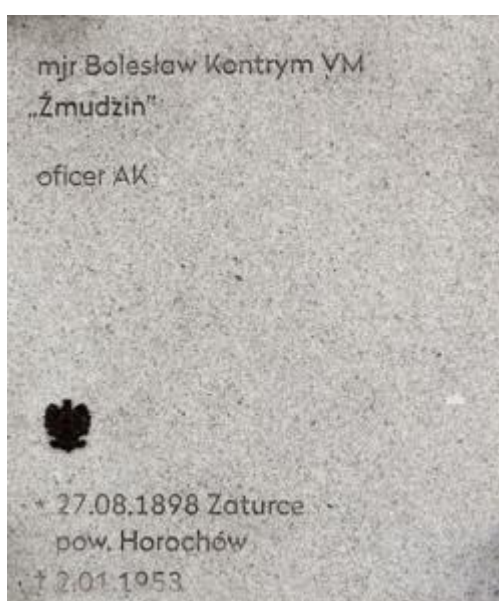 mjr Bolesław Kontrym VM
„Żmudzin”
oficer AK
* 27.08.1898 Zaturce
pow. Horochów
† 2.01.1953